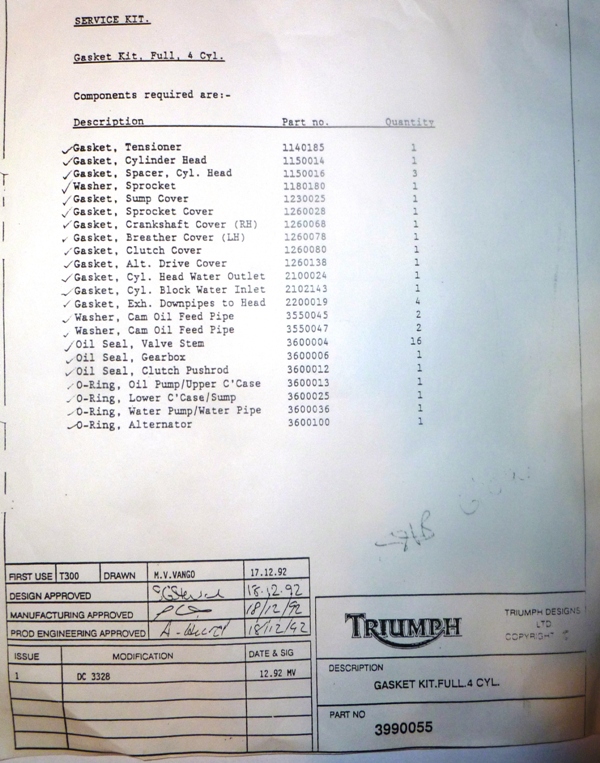 SERVICE KIT.
Gasket Kit, Full, 4 Cyl.
Components required are:-
Description Part no. Quantity
Gasket, Tensioner 1140185 1
Gasket, Cylinder Head 1150014 1
Gasket, Spacer, Cyl. Head 1150016 3
Washer, Sprocket 1180180 1
Gasket, Sump Cover 1230025 1
Gasket, Sprocket Cover 1260028 1
Gasket, Crankshaft Cover (RH) 1260068 1
Gasket, Breather Cover (LH) 1260078 1
Gasket, Clutch Cover 1260080 1
Gasket, Alt. Drive Cover 1260138 1
Gasket, Cyl. Head Water Outlet 2100024 1
Gasket, Cyl. Block Water Inlet 2102143 1
Gasket, Exh. Downpipes to Head 2200019 4
Washer, Cam Oil Feed Pipe 3550045 2
Washer, Cam Oil Feed Pipe 3550047 2
Oil Seal, Valve Stem 3600004 16
Oil Seal, Gearbox 3600006 1
Oil Seal, Clutch Pushrod 3600012 1
O-Ring, Oil Pump/Upper C'Case 3600013 1
O-Ring, Lower C'Case/Sump 3600025 1
O-Ring, Water Pump/Water Pipe 3600036 1
O-Ring, Alternator 3600100 1
FIRST USE T300 DRAWN M.V.VANGO 17.12.92
DESIGN APPROVED 18.12.92
MANUFACTURING APPROVED 18/12/92
PROD ENGINEERING APPROVED 18/12/92
ISSUE MODIFICATION DATE & SIG
1 DC 3328 12.92 MV
TRIUMPH
TRIUMPH DESIGNS
LTD
COPYRIGHT
DESCRIPTION
GASKET KIT.FULL.4 CYL.
PART NO
3990055